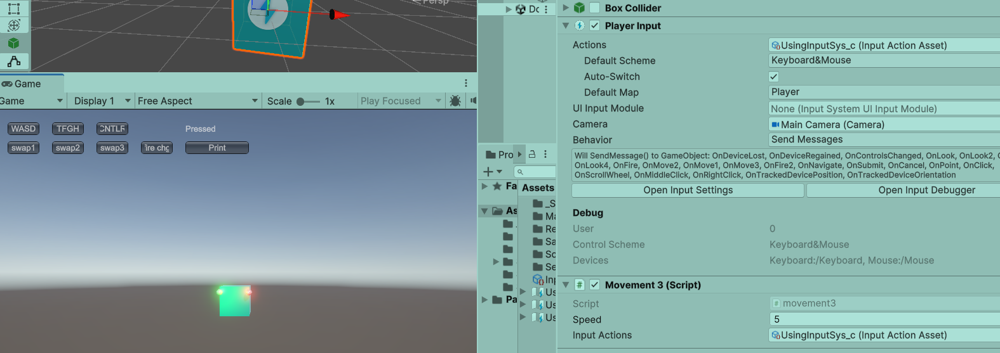 Persp
Game
Game
Display 1
Free Aspect
Scale
1x
Play Focused
WASD
TFGH
CNTLR
Pressed
swap1
swap2
swap3
ire chg
Print
Dc
Pro
Fa
As
Pa
Assets
_S
Ma
Re
Sa
Sc
Se
Inp
Us
Us
Us
Box Collider
Player Input
Actions
UsingInputSys_c (Input Action Asset)
Default Scheme
Keyboard&Mouse
Auto-Switch
Default Map
Player
UI Input Module
None (Input System UI Input Module)
Camera
Main Camera (Camera)
Behavior
Send Messages
Will SendMessage() to GameObject: OnDeviceLost, OnDeviceRegained, OnControlsChanged, OnLook, OnLook2, O
OnLook4, OnFire, OnMove2, OnMove1, OnMove3, OnFire2, OnNavigate, OnSubmit, OnCancel, OnPoint, OnClick,
OnScrollWheel, OnMiddleClick, OnRightClick, OnTrackedDevicePosition, OnTrackedDeviceOrientation
Open Input Settings
Open Input Debugger
Debug
User
0
Control Scheme
Keyboard&Mouse
Devices
Keyboard:/Keyboard, Mouse:/Mouse
Movement 3 (Script)
Script
movement3
Speed
5
Input Actions
UsingInputSys_c (Input Action Asset)